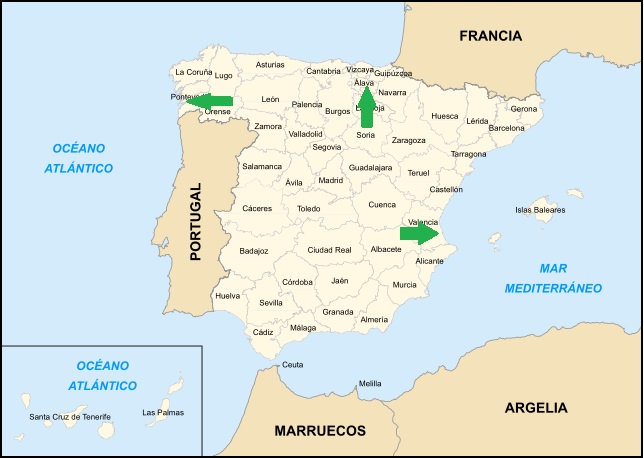 FRANCIA
Asturias
Cantabria
Vizcaya
Guipúzcoa
La Coruña
Lugo
Álava
Navarra
León
Palencia
Burgos
Huesca
Lérida
Gerona
Barcelona
Orense
Zamora
Valladolid
Soria
Zaragoza
Tarragona
OCÉANO
ATLÁNTICO
Segovia
Salamanca
Ávila
Madrid
Guadalajara
Teruel
Castellón
PORTUGAL
Cáceres
Toledo
Cuenca
Valencia
Islas Baleares
Badajoz
Ciudad Real
Albacete
Alicante
MAR
MEDITERRÁNEO
Huelva
Sevilla
Córdoba
Jaén
Murcia
Granada
Almería
Cádiz
Málaga
Ceuta
Melilla
OCÉANO
ATLÁNTICO
Santa Cruz de Tenerife
Las Palmas
MARRUECOS
ARGELIA